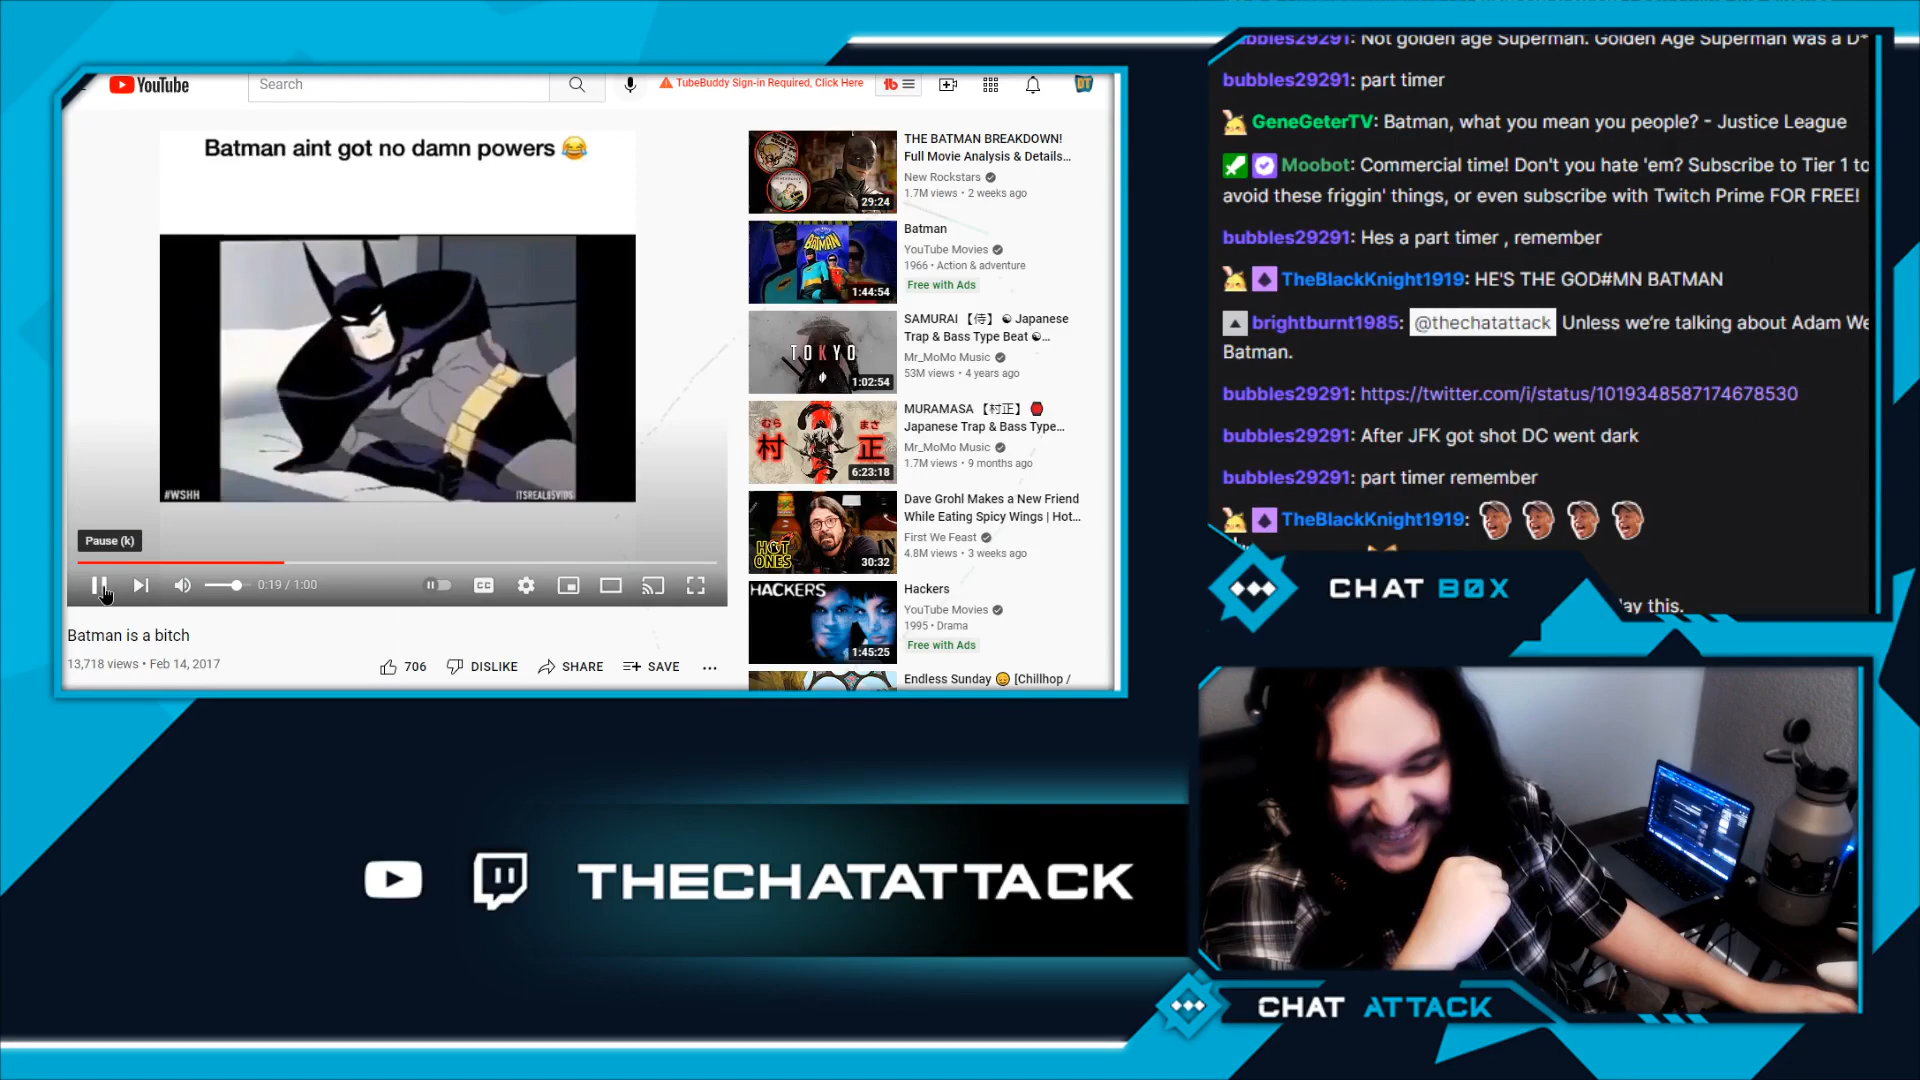 YouTube
Search
TubeBuddy Sign-in Required, Click Here
tb
Batman aint got no damn powers 😂
#WSHH
ITSREAL85VIDS
Pause (k)
0:19 / 1:00
CC
Batman is a bitch
13,718 views • Feb 14, 2017
706
DISLIKE
SHARE
SAVE
29:24
THE BATMAN BREAKDOWN!
Full Movie Analysis & Details...
New Rockstars
1.7M views • 2 weeks ago
BATMAN
1:44:54
Batman
YouTube Movies
1966 • Action & adventure
Free with Ads
TOKYO
1:02:54
SAMURAI 【侍】 ☯ Japanese
Trap & Bass Type Beat ☯...
Mr_MoMo Music
53M views • 4 years ago
むら
村
まさ
正
6:23:18
MURAMASA 【村正】 👹
Japanese Trap & Bass Type...
Mr_MoMo Music
1.7M views • 9 months ago
HOT
ONES
30:32
Dave Grohl Makes a New Friend
While Eating Spicy Wings | Hot...
First We Feast
4.8M views • 3 weeks ago
HACKERS
1:45:25
Hackers
YouTube Movies
1995 • Drama
Free with Ads
Endless Sunday 😊 [Chillhop /
bubbles29291: Not golden age Superman. Golden Age Superman was a D*
bubbles29291: part timer
GeneGeterTV: Batman, what you mean you people? - Justice League
Moobot: Commercial time! Don't you hate 'em? Subscribe to Tier 1 to
avoid these friggin' things, or even subscribe with Twitch Prime FOR FREE!
bubbles29291: Hes a part timer , remember
TheBlackKnight1919: HE'S THE GOD#MN BATMAN
brightburnt1985: @thechatattack Unless we're talking about Adam We
Batman.
bubbles29291: https://twitter.com/i/status/1019348587174678530
bubbles29291: After JFK got shot DC went dark
bubbles29291: part timer remember
TheBlackKnight1919:
lay this.
CHAT BOX
THECHATATTACK
CHAT ATTACK